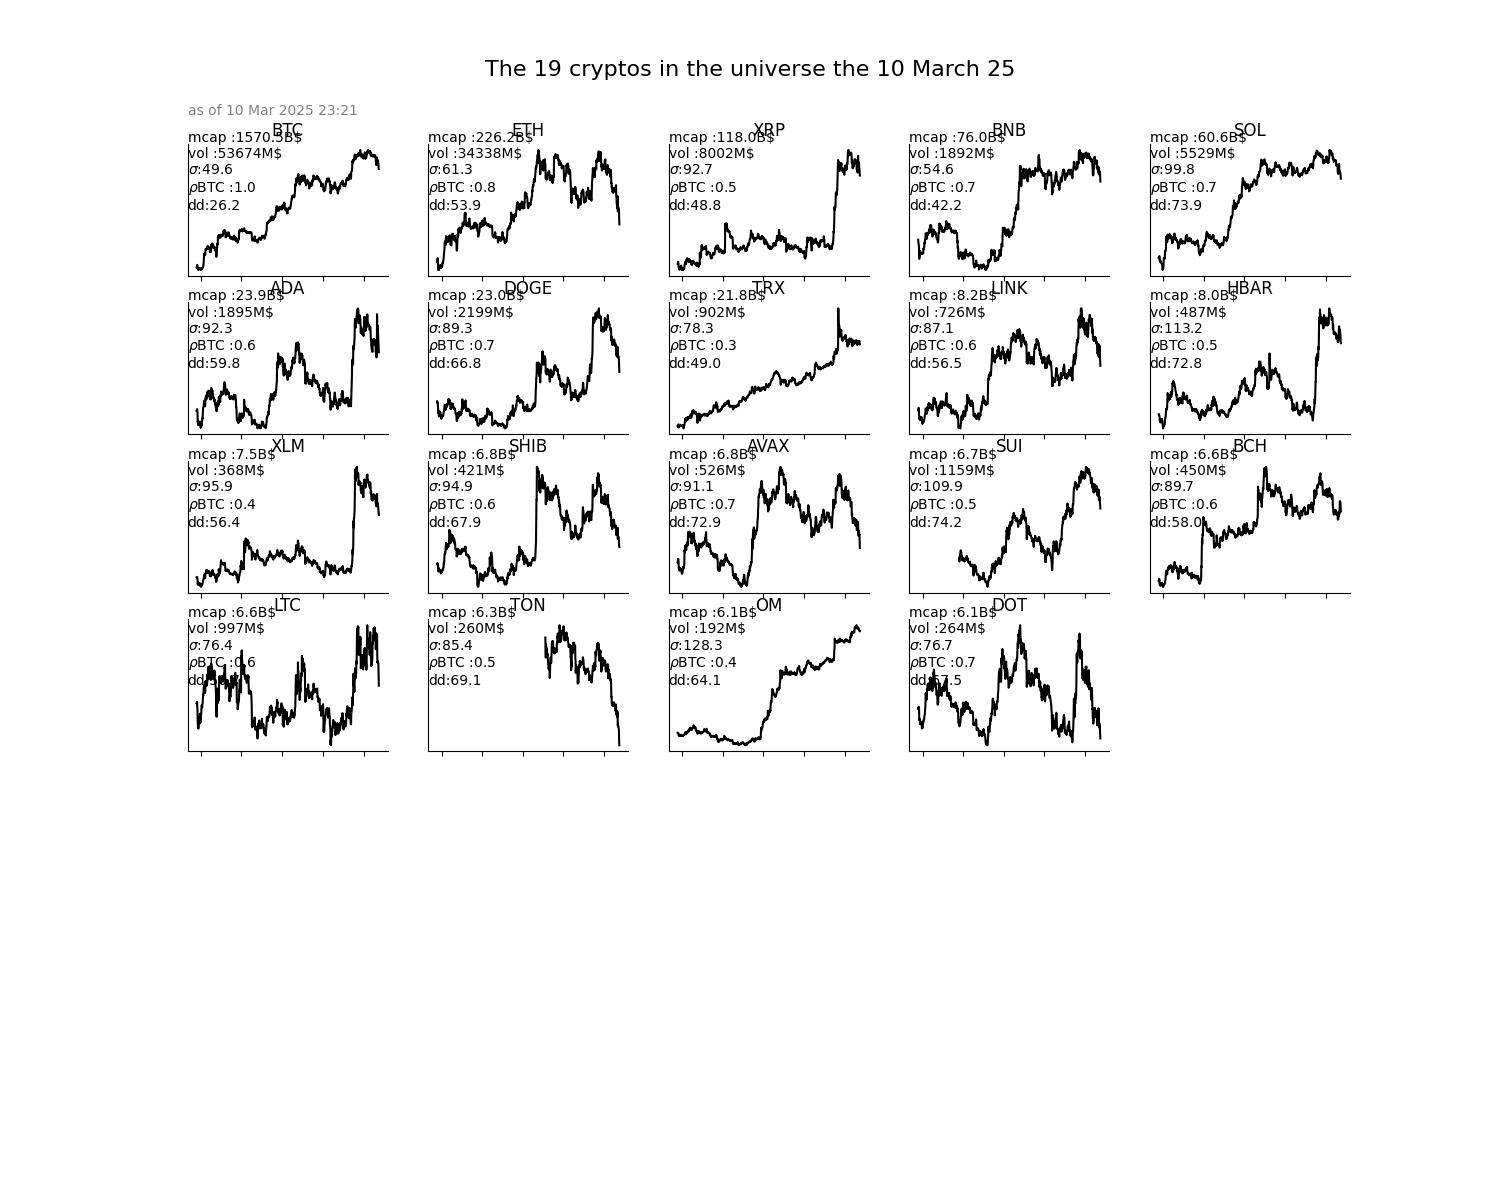 The 19 cryptos in the universe the 10 March 25
as of 10 Mar 2025 23:21
BTC
mcap :1570.5B$
vol :53674M$
σ:49.6
ρBTC :1.0
dd:26.2
ETH
mcap :226.2B$
vol :34338M$
σ:61.3
ρBTC :0.8
dd:53.9
XRP
mcap :118.0B$
vol :8002M$
σ:92.7
ρBTC :0.5
dd:48.8
BNB
mcap :76.0B$
vol :1892M$
σ:54.6
ρBTC :0.7
dd:42.2
SOL
mcap :60.6B$
vol :5529M$
σ:99.8
ρBTC :0.7
dd:73.9
ADA
mcap :23.9B$
vol :1895M$
σ:92.3
ρBTC :0.6
dd:59.8
DOGE
mcap :23.0B$
vol :2199M$
σ:89.3
ρBTC :0.7
dd:66.8
TRX
mcap :21.8B$
vol :902M$
σ:78.3
ρBTC :0.3
dd:49.0
LINK
mcap :8.2B$
vol :726M$
σ:87.1
ρBTC :0.6
dd:56.5
HBAR
mcap :8.0B$
vol :487M$
σ:113.2
ρBTC :0.5
dd:72.8
XLM
mcap :7.5B$
vol :368M$
σ:95.9
ρBTC :0.4
dd:56.4
SHIB
mcap :6.8B$
vol :421M$
σ:94.9
ρBTC :0.6
dd:67.9
AVAX
mcap :6.8B$
vol :526M$
σ:91.1
ρBTC :0.7
dd:72.9
SUI
mcap :6.7B$
vol :1159M$
σ:109.9
ρBTC :0.5
dd:74.2
BCH
mcap :6.6B$
vol :450M$
σ:89.7
ρBTC :0.6
dd:58.0
LTC
mcap :6.6B$
vol :997M$
σ:76.4
ρBTC :0.6
TON
mcap :6.3B$
vol :260M$
σ:85.4
ρBTC :0.5
dd:69.1
OM
mcap :6.1B$
vol :192M$
σ:128.3
ρBTC :0.4
dd:64.1
DOT
mcap :6.1B$
vol :264M$
σ:76.7
ρBTC :0.7
dd:67.5